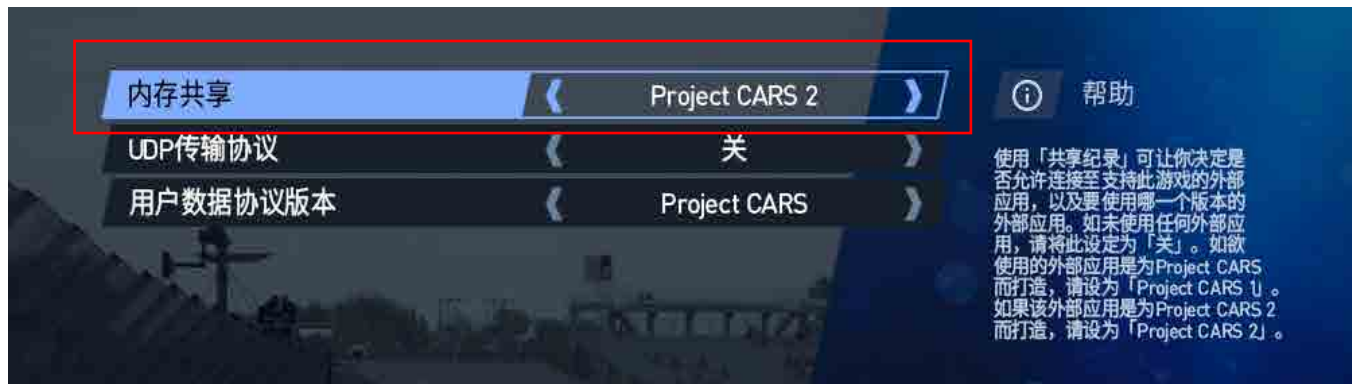 内存共享
Project CARS 2
UDP传输协议
关
用户数据协议版本
Project CARS
帮助
使用「共享纪录」可让你决定是
否允许连接至支持此游戏的外部
应用，以及要使用哪一个版本的
外部应用。如未使用任何外部应
用，请将此设定为「关」。如欲
使用的外部应用是为Project CARS
而打造，请设为「Project CARS 1」。
如果该外部应用是为Project CARS 2
而打造，请设为「Project CARS 2」。